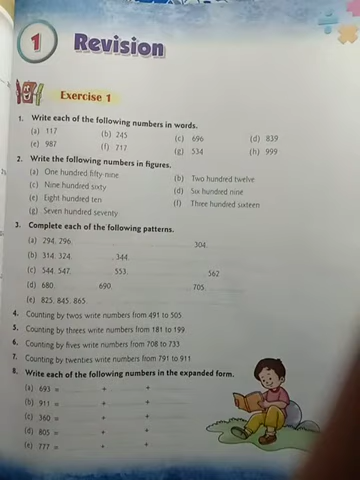 1 Revision
Exercise 1
1. Write each of the following numbers in words.
(a) 117 (b) 245 (c) 696 (d) 839
(e) 987 (f) 717 (g) 534 (h) 999
2. Write the following numbers in figures.
(a) One hundred fifty-nine (b) Two hundred twelve
(c) Nine hundred sixty (d) Six hundred nine
(e) Eight hundred ten (f) Three hundred sixteen
(g) Seven hundred seventy
3. Complete each of the following patterns.
(a) 294, 296, 304,
(b) 314, 324, 344,
(c) 544, 547, 553, 562
(d) 680, 690, 705,
(e) 825, 845, 865,
4. Counting by twos write numbers from 491 to 505
5. Counting by threes write numbers from 181 to 199
6. Counting by fives write numbers from 708 to 733
7. Counting by twenties write numbers from 791 to 911
8. Write each of the following numbers in the expanded form.
(a) 693 = + +
(b) 911 = + +
(c) 360 = + +
(d) 805 = + +
(e) 777 = + +